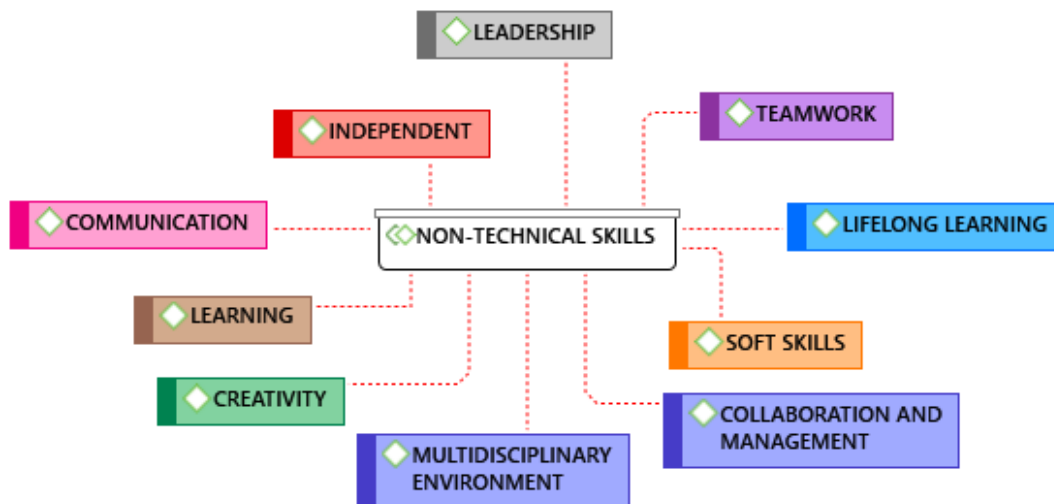 LEADERSHIP
TEAMWORK
INDEPENDENT
COMMUNICATION
NON-TECHNICAL SKILLS
LIFELONG LEARNING
LEARNING
SOFT SKILLS
CREATIVITY
COLLABORATION AND
MANAGEMENT
MULTIDISCIPLINARY
ENVIRONMENT